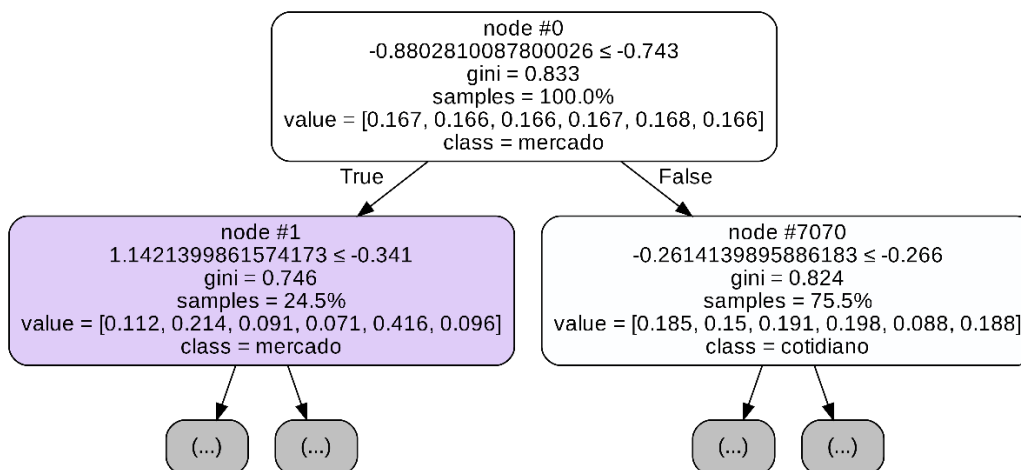 node #0
-0.8802810087800026 ≤ -0.743
gini = 0.833
samples = 100.0%
value = [0.167, 0.166, 0.166, 0.167, 0.168, 0.166]
class = mercado
True
False
node #1
1.1421399861574173 ≤ -0.341
gini = 0.746
samples = 24.5%
value = [0.112, 0.214, 0.091, 0.071, 0.416, 0.096]
class = mercado
node #7070
-0.2614139895886183 ≤ -0.266
gini = 0.824
samples = 75.5%
value = [0.185, 0.15, 0.191, 0.198, 0.088, 0.188]
class = cotidiano
(...)
(...)
(...)
(...)